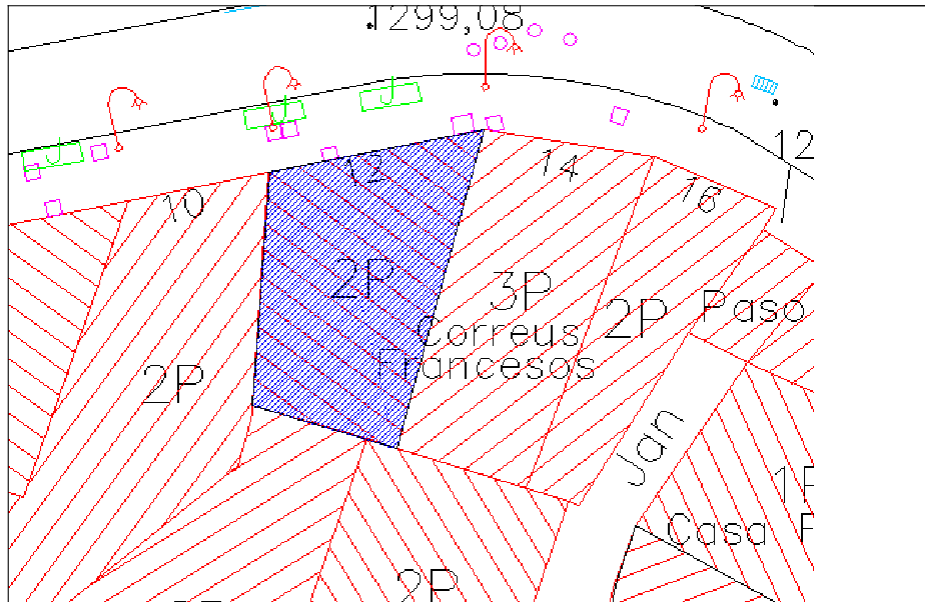 1299,08
J
J
J
12
10
12
14
16
2P
3P
2P
Paso
Correus
Francesos
2P
Jan
Casa
2P